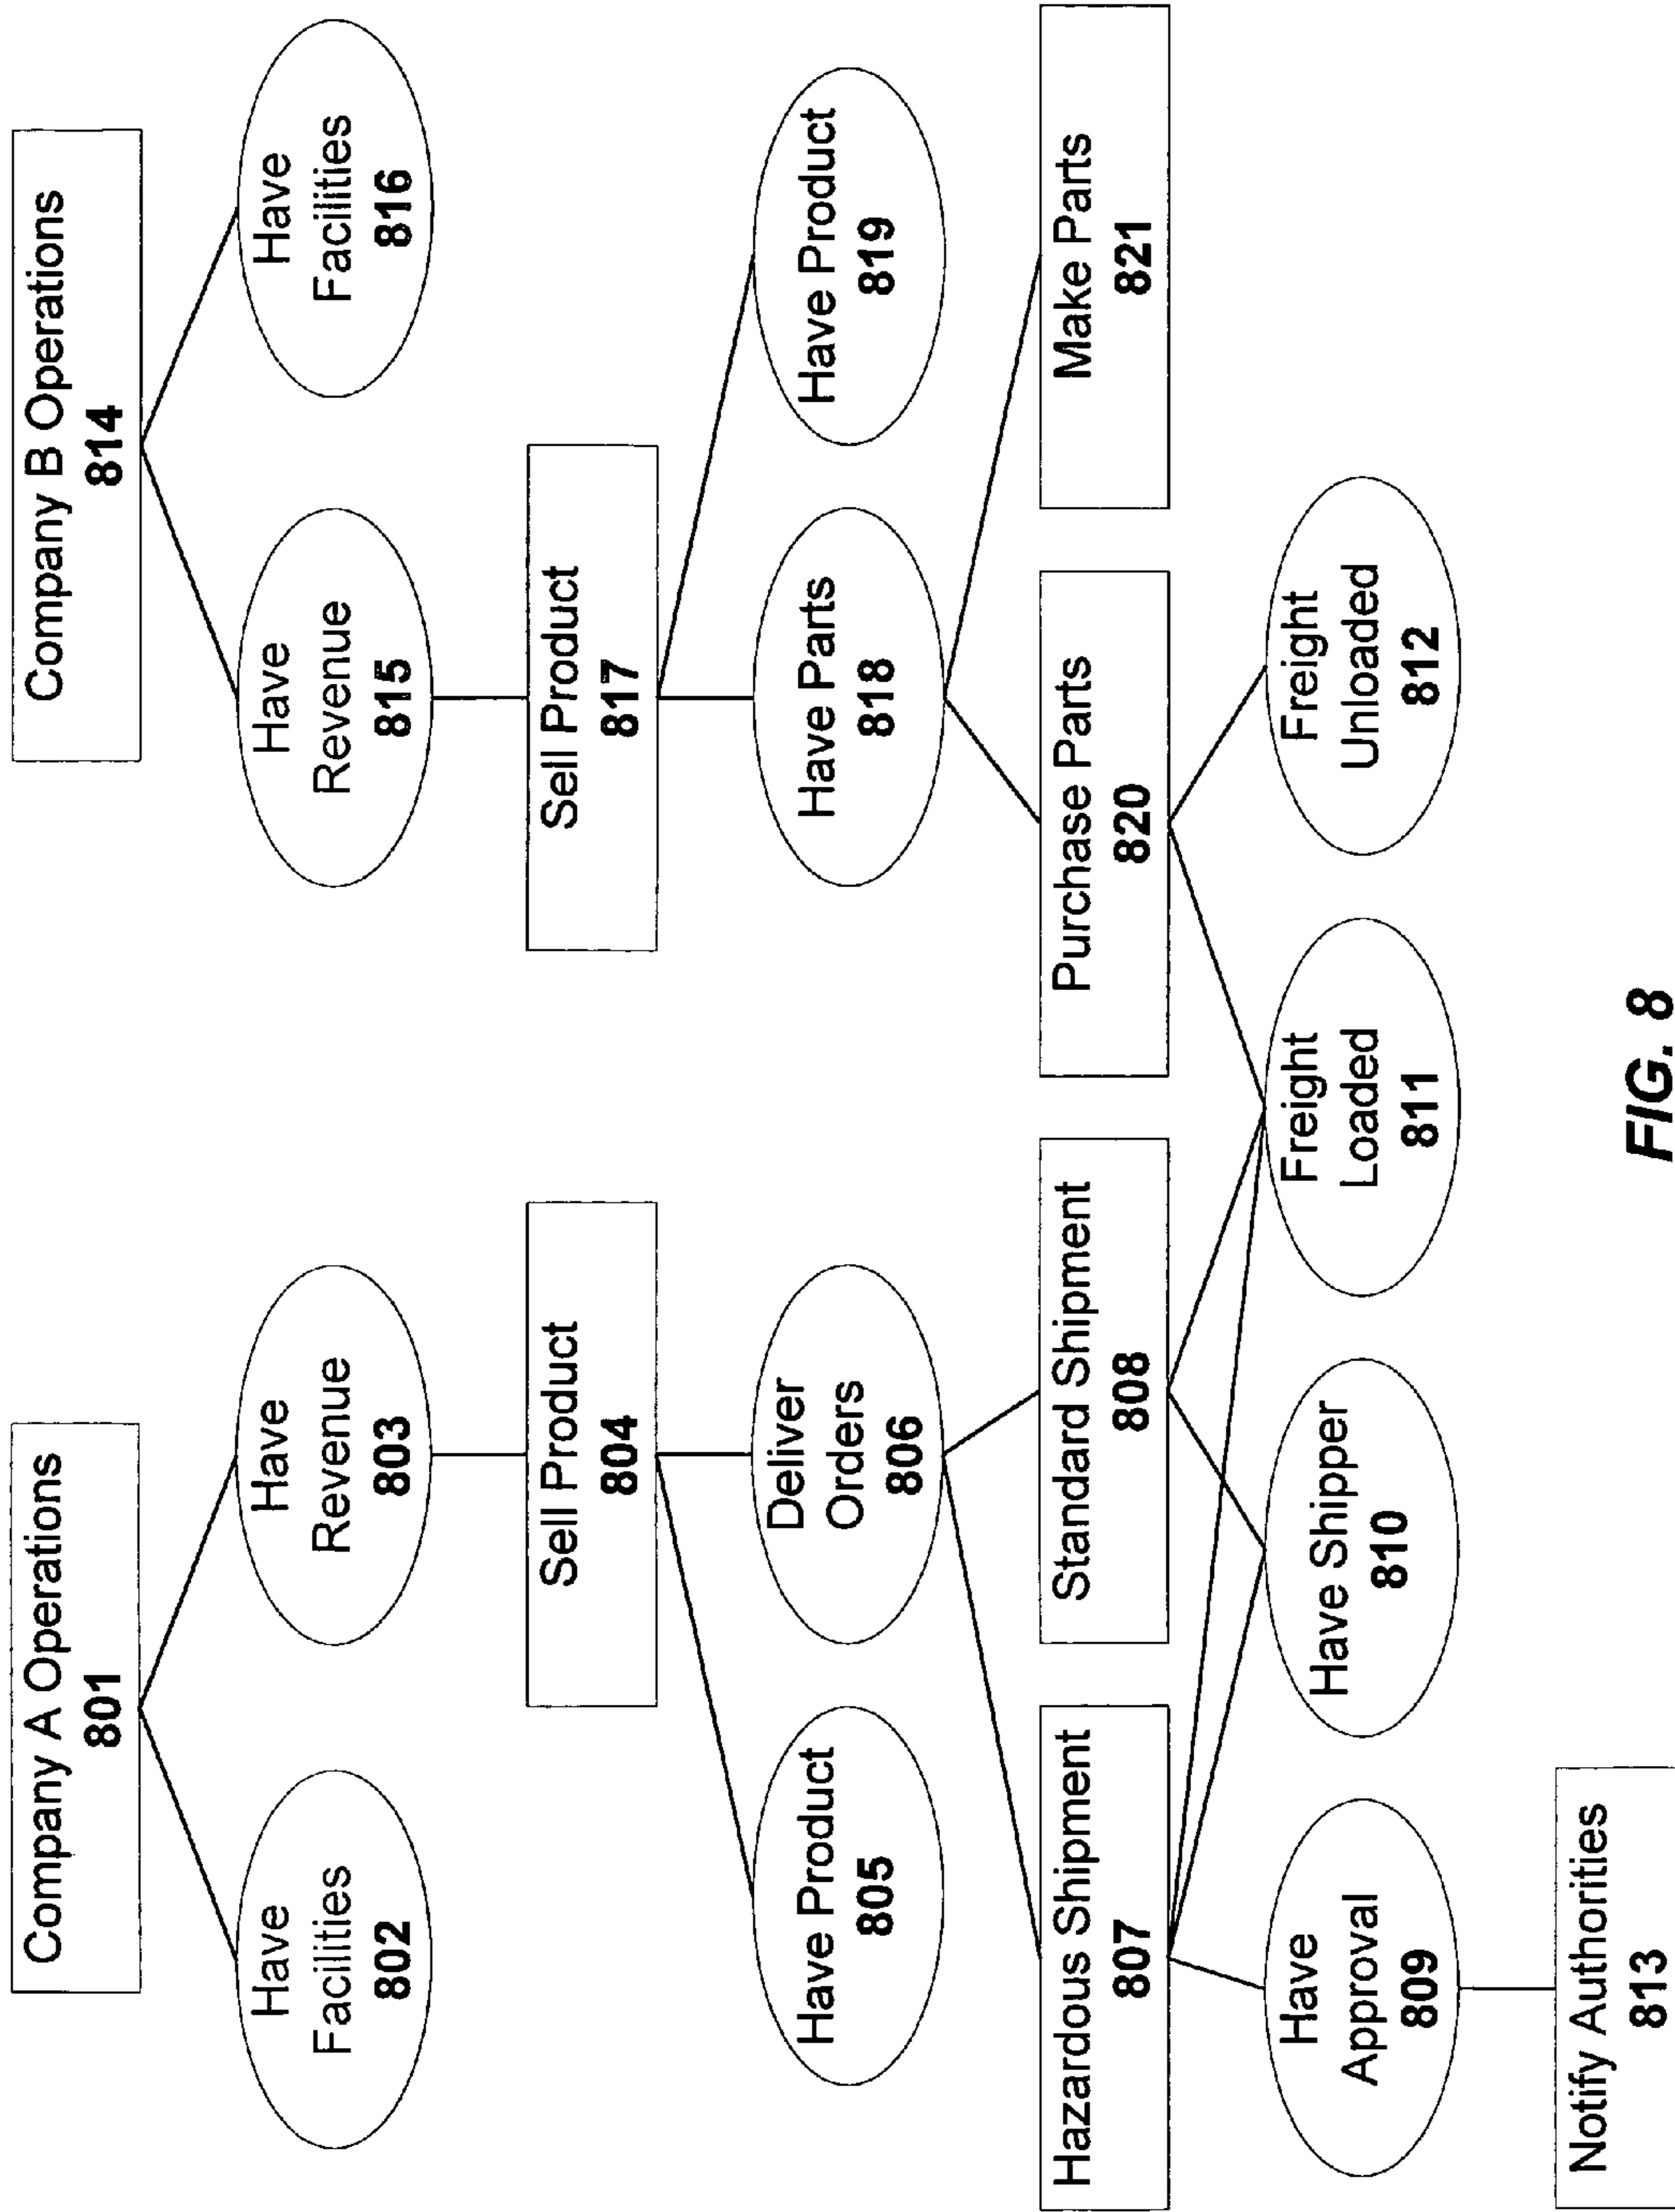 Company A Operations
801
Company B Operations
814
Have
Facilities
802
Have
Revenue
803
Have
Revenue
815
Have
Facilities
816
Sell Product
804
Sell Product
817
Have Product
805
Deliver
Orders
806
Have Parts
818
Have Product
819
Hazardous Shipment
807
Standard Shipment
808
Purchase Parts
820
Make Parts
821
Have
Approval
809
Have Shipper
810
Freight
Loaded
811
Freight
Unloaded
812
Notify Authorities
813
FIG. 8